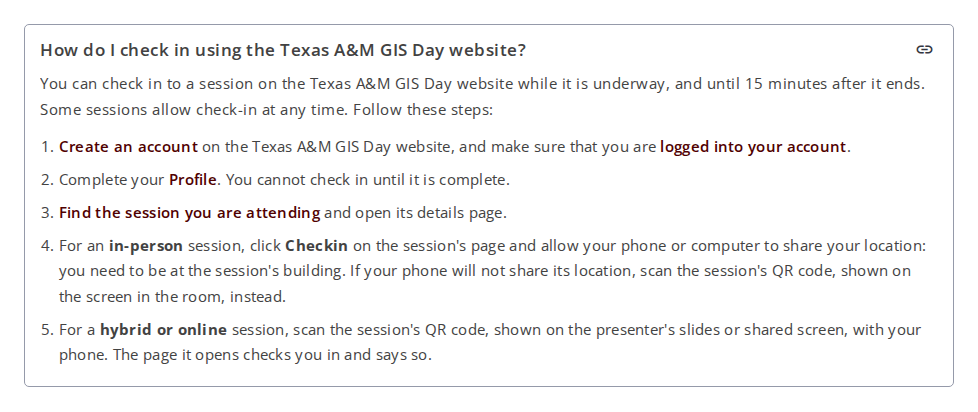 How do I check in using the Texas A&M GIS Day website?
You can check in to a session on the Texas A&M GIS Day website while it is underway, and until 15 minutes after it ends.
Some sessions allow check-in at any time. Follow these steps:
1. Create an account on the Texas A&M GIS Day website, and make sure that you are logged into your account.
2. Complete your Profile. You cannot check in until it is complete.
3. Find the session you are attending and open its details page.
4. For an in-person session, click Checkin on the session's page and allow your phone or computer to share your location:
you need to be at the session's building. If your phone will not share its location, scan the session's QR code, shown on
the screen in the room, instead.
5. For a hybrid or online session, scan the session's QR code, shown on the presenter's slides or shared screen, with your
phone. The page it opens checks you in and says so.